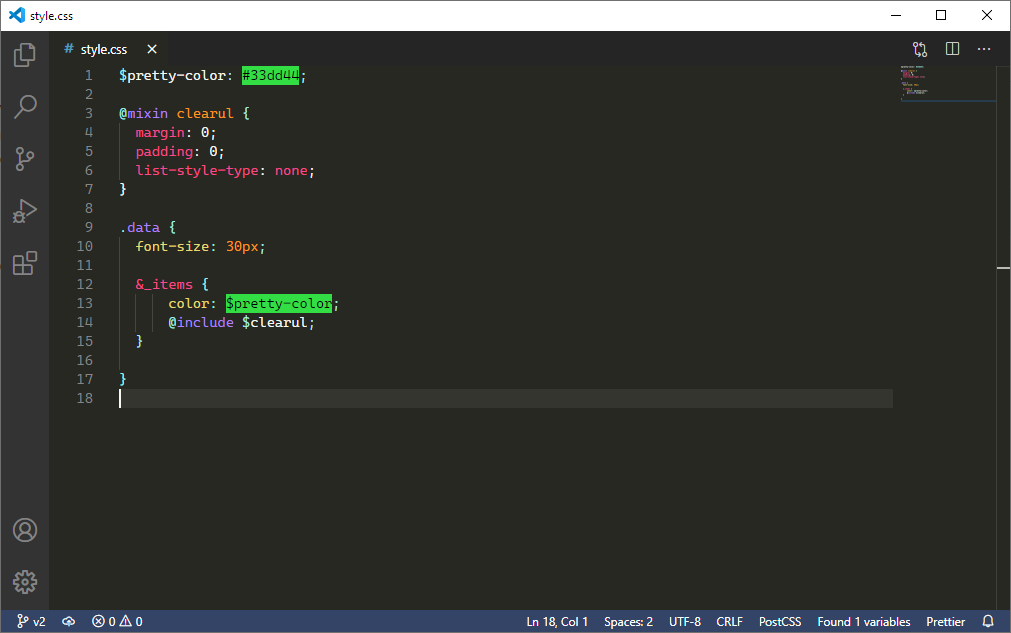 style.css
# style.css
1 $pretty-color: #33dd44;
2
3 @mixin clearul {
4 margin: 0;
5 padding: 0;
6 list-style-type: none;
7 }
8
9 .data {
10 font-size: 30px;
11
12 &_items {
13 color: $pretty-color;
14 @include $clearul;
15 }
16
17 }
18
v2 0 0 Ln 18, Col 1 Spaces: 2 UTF-8 CRLF PostCSS Found 1 variables Prettier